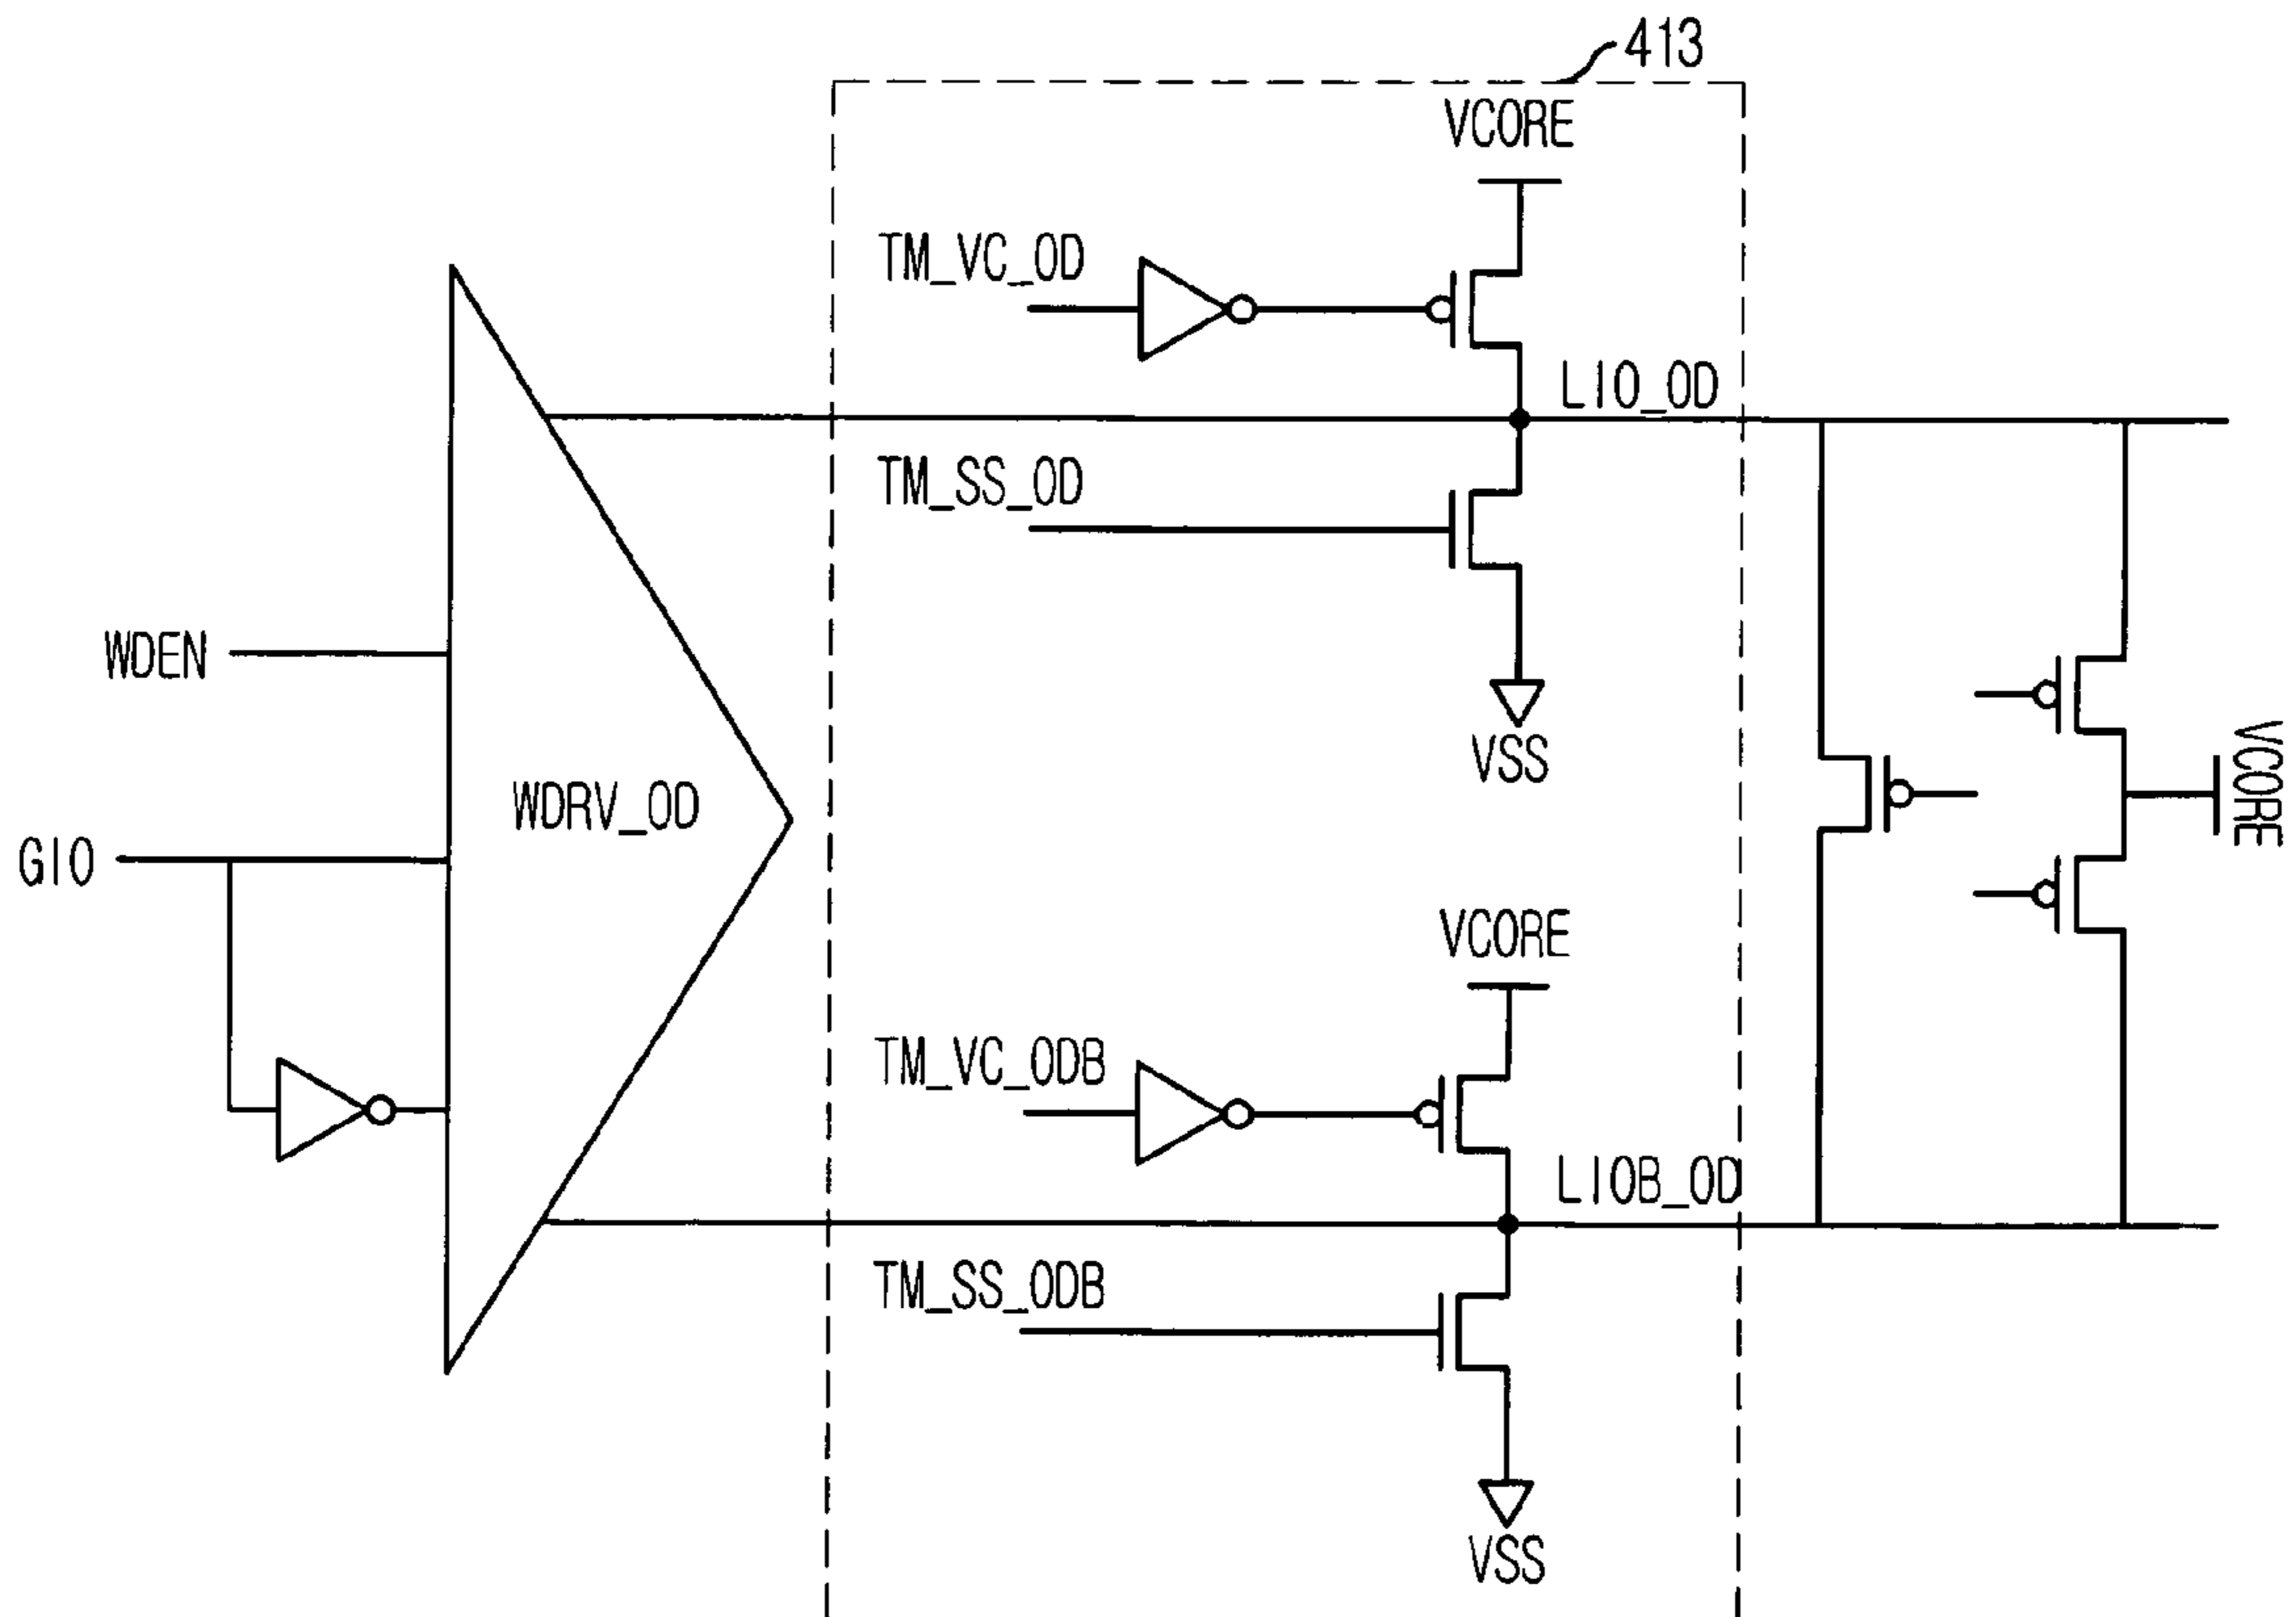 413
VCORE
TM_VC_OD
LIO_OD
TM_SS_OD
VSS
WDEN
WDRV_OD
GIO
VCORE
VCORE
TM_VC_ODB
LIOB_OD
TM_SS_ODB
VSS